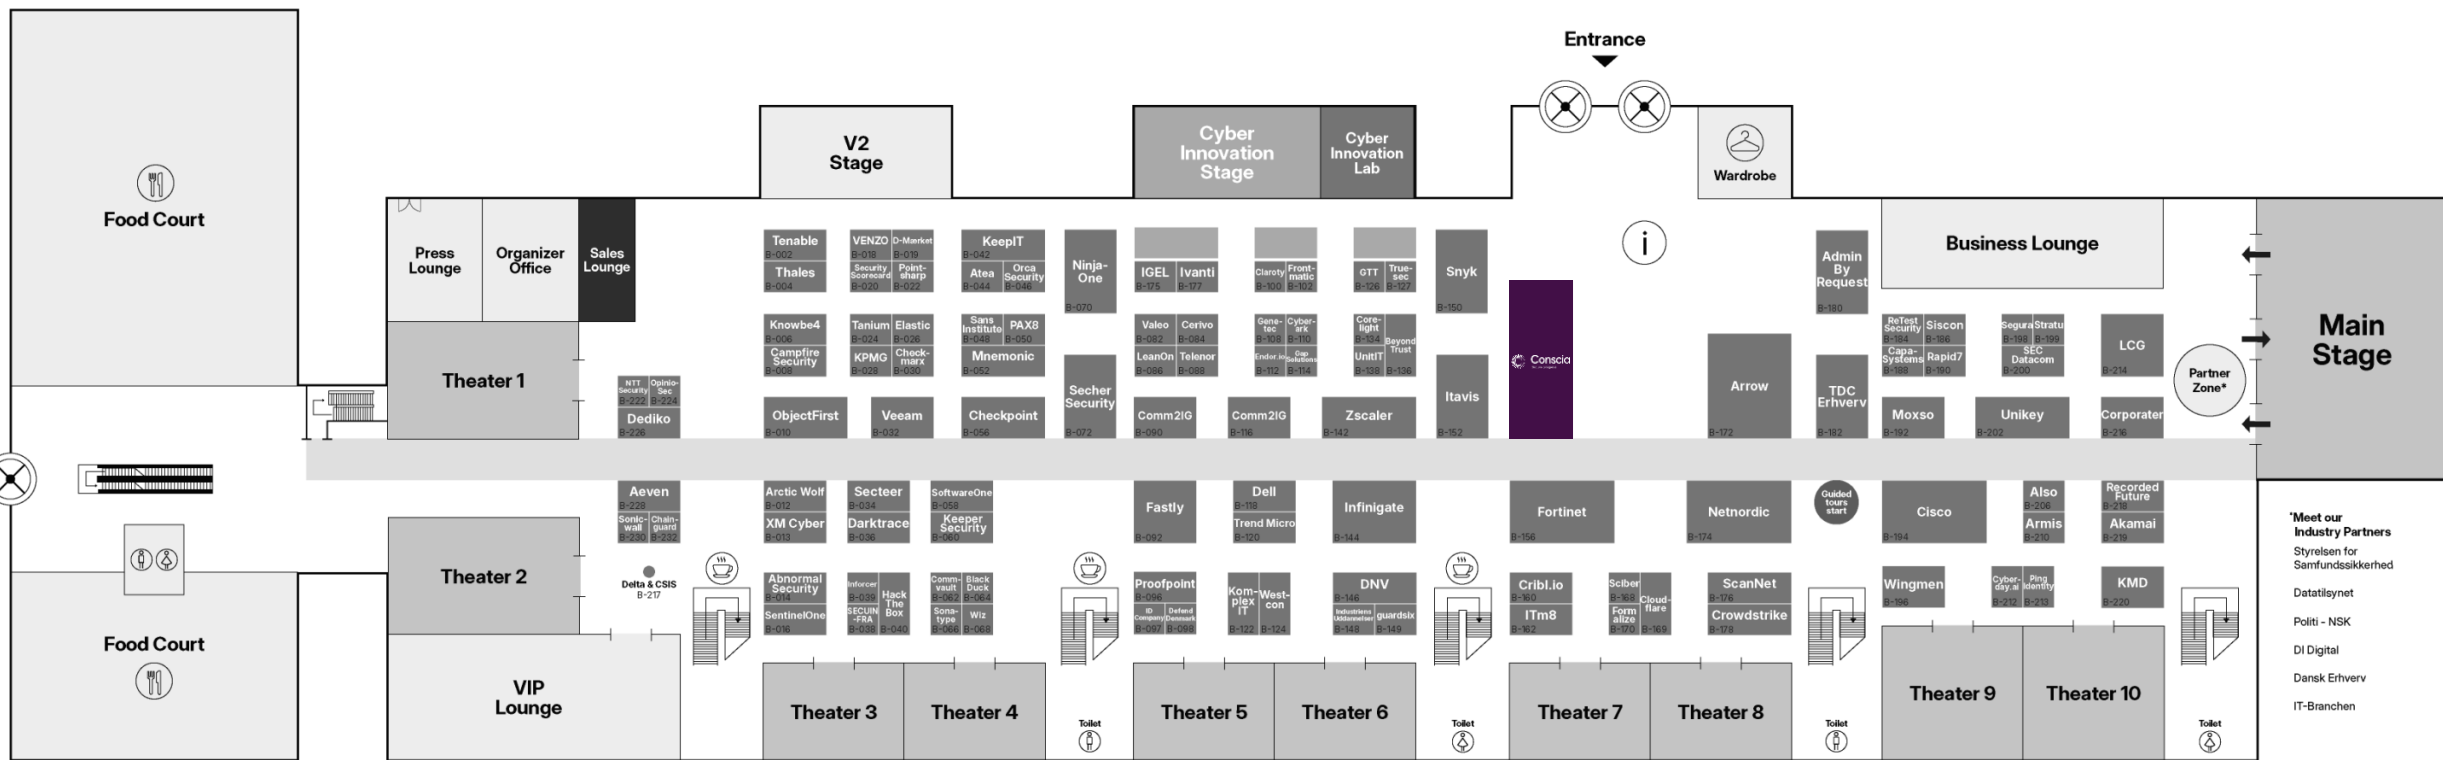 Entrance
Food Court
V2
Stage
Cyber
Innovation
Stage
Cyber
Innovation
Lab
Wardrobe
Press
Lounge
Organizer
Office
Sales
Lounge
Business Lounge
Main
Stage
Partner
Zone*
Theater 1
Tenable
B-002
Thales
B-004
VENZO
B-018
D-Mærket
B-019
Security
Scorecard
B-020
Point-
sharp
B-022
KeepIT
B-042
Atea
B-044
Orca
Security
B-046
Ninja-
One
B-070
IGEL
B-175
Ivanti
B-177
Claroty
B-100
Front-
matic
B-102
GTT
B-126
True-
sec
B-127
Snyk
B-150
Admin
By
Request
B-180
Knowbe4
B-006
Campfire
Security
B-008
Tanium
B-024
Elastic
B-026
KPMG
B-028
Check-
marx
B-030
Sans
Institute
B-048
PAX8
B-050
Mnemonic
B-052
Secher
Security
B-072
Valeo
B-082
Cerivo
B-084
LeanOn
B-086
Telenor
B-088
Gene-
tec
B-108
Cyber-
ark
B-110
Endor.io
B-112
Gap
Solutions
B-114
Core-
light
B-134
Beyond
Trust
B-136
UnitIT
B-138
Itavis
B-152
Conscia
Arrow
B-172
TDC
Erhverv
B-182
ReTest
Security
B-184
Siscon
B-186
Capa-
Systems
B-188
Rapid7
B-190
Segura
B-198
Stratu
B-199
SEC
Datacom
B-200
LCG
B-214
NTT
Security
B-222
Opinio-
Sec
B-224
Dediko
B-226
ObjectFirst
B-010
Veeam
B-032
Checkpoint
B-056
Comm2IG
B-090
Comm2IG
B-116
Zscaler
B-142
Moxso
B-192
Unikey
B-202
Corporater
B-216
Aeven
B-228
Sonic-
wall
B-230
Chain-
guard
B-232
Arctic Wolf
B-012
XM Cyber
B-013
Secteer
B-034
Darktrace
B-036
SoftwareOne
B-058
Keeper
Security
B-060
Fastly
B-092
Dell
B-118
Trend Micro
B-120
Infinigate
B-144
Fortinet
B-156
Netnordic
B-174
Guided
tours
start
Cisco
B-194
Also
B-206
Armis
B-210
Recorded
Future
B-218
Akamai
B-219
Theater 2
Delta & CSIS
B-217
Abnormal
Security
B-014
SentinelOne
B-016
Inforcer
B-039
SECUIN
-FRA
B-038
Hack
The
Box
B-040
Comm-
vault
B-062
Black
Duck
B-064
Sona-
type
B-066
Wiz
B-068
Proofpoint
B-096
ID
Company
B-097
Defend
Denmark
B-098
Kom-
plex
IT
B-122
West-
con
B-124
DNV
B-146
Industriens
Uddannelser
B-148
guardsix
B-149
Cribl.io
B-160
ITm8
B-162
Sciber
B-168
Form
alize
B-170
Cloud-
flare
B-169
ScanNet
B-176
Crowdstrike
B-178
Wingmen
B-196
Cyber-
day.ai
B-212
Ping
Identity
B-213
KMD
B-220
Food Court
VIP
Lounge
Theater 3
Theater 4
Theater 5
Theater 6
Theater 7
Theater 8
Theater 9
Theater 10
Toilet
Toilet
Toilet
Toilet
*Meet our
Industry Partners
Styrelsen for
Samfundssikkerhed
Datatilsynet
Politi - NSK
DI Digital
Dansk Erhverv
IT-Branchen